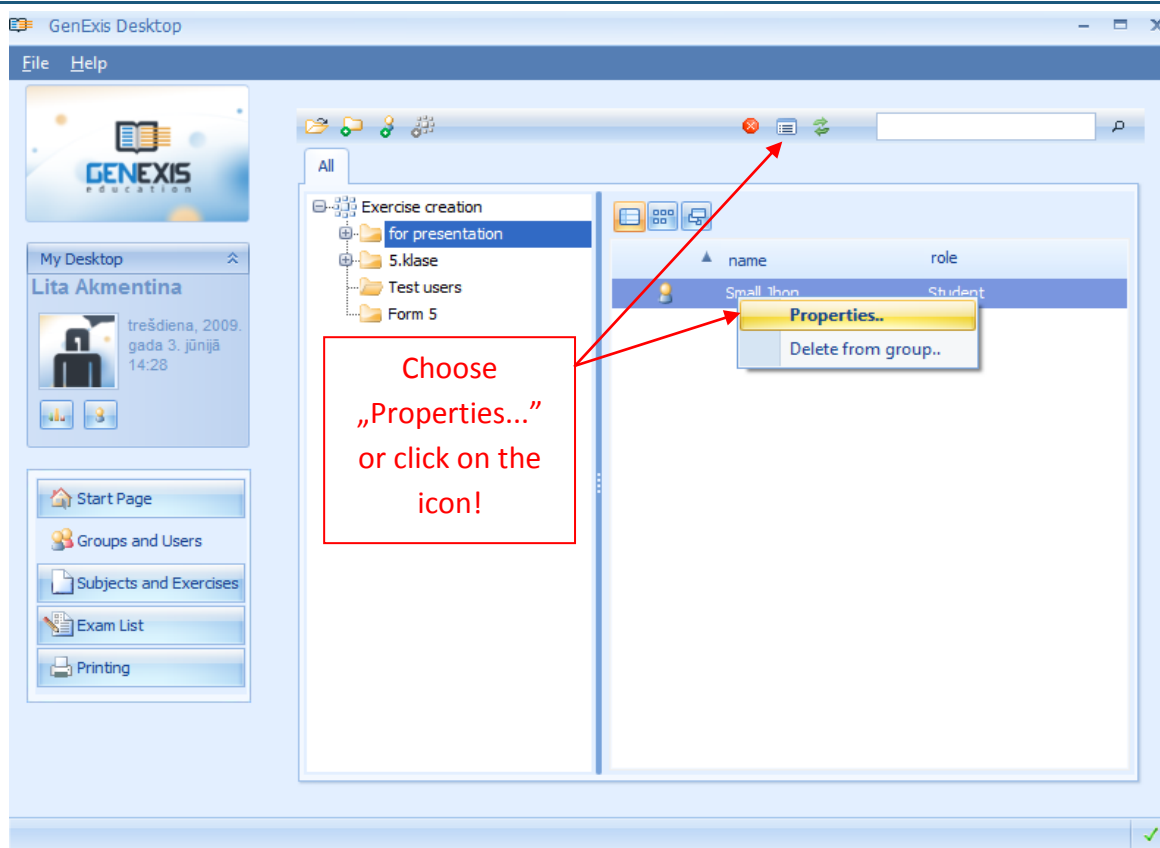 GenExis Desktop
File Help
GENEXIS
education
All
Exercise creation
for presentation
5.klase
Test users
Form 5
name role
Small Jhon Student
Properties..
Delete from group..
My Desktop
Lita Akmentina
trešdiena, 2009.
gada 3. jūnijā
14:28
Choose
„Properties...”
or click on the
icon!
Start Page
Groups and Users
Subjects and Exercises
Exam List
Printing